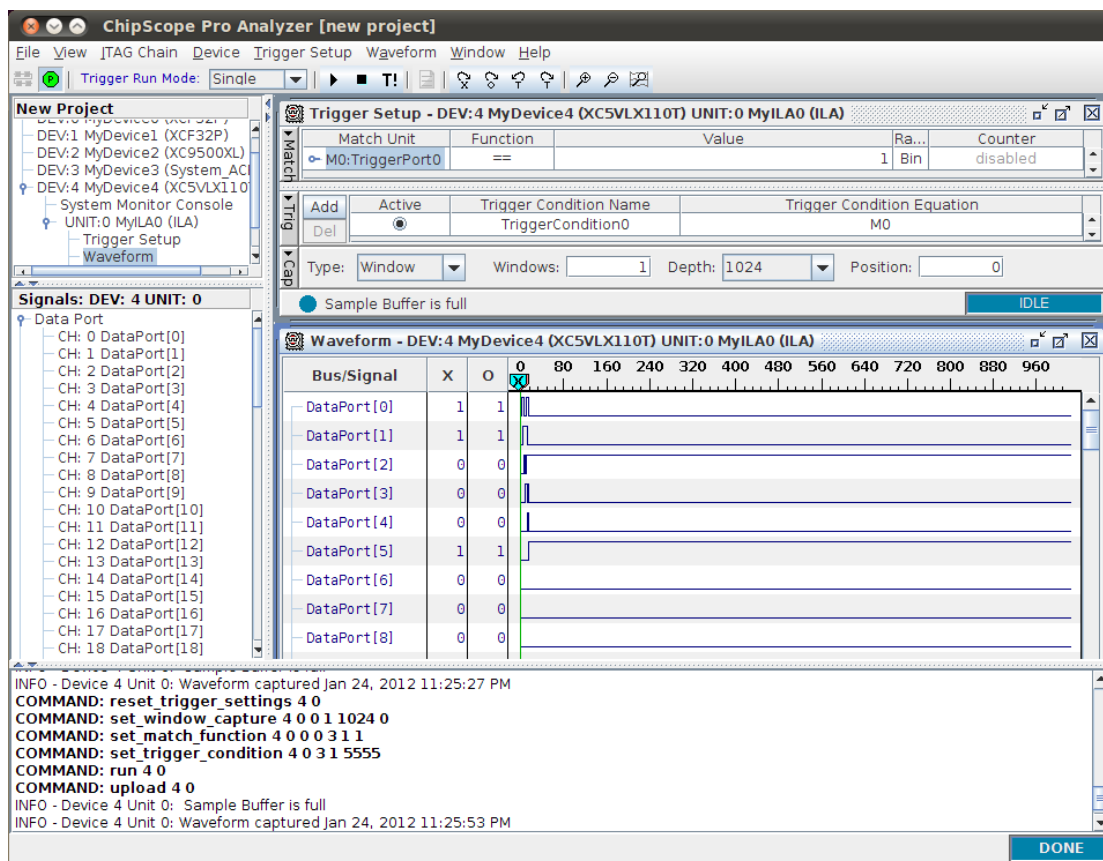 ChipScope Pro Analyzer [new project]
File View JTAG Chain Device Trigger Setup Waveform Window Help
Trigger Run Mode: Single T!
New Project
DEV:0 MyDevice0 (XCF32P)
DEV:1 MyDevice1 (XCF32P)
DEV:2 MyDevice2 (XC9500XL)
DEV:3 MyDevice3 (System_ACE
DEV:4 MyDevice4 (XC5VLX110
System Monitor Console
UNIT:0 MyILA0 (ILA)
Trigger Setup
Waveform
Signals: DEV: 4 UNIT: 0
Data Port
CH: 0 DataPort[0]
CH: 1 DataPort[1]
CH: 2 DataPort[2]
CH: 3 DataPort[3]
CH: 4 DataPort[4]
CH: 5 DataPort[5]
CH: 6 DataPort[6]
CH: 7 DataPort[7]
CH: 8 DataPort[8]
CH: 9 DataPort[9]
CH: 10 DataPort[10]
CH: 11 DataPort[11]
CH: 12 DataPort[12]
CH: 13 DataPort[13]
CH: 14 DataPort[14]
CH: 15 DataPort[15]
CH: 16 DataPort[16]
CH: 17 DataPort[17]
CH: 18 DataPort[18]
Trigger Setup - DEV:4 MyDevice4 (XC5VLX110T) UNIT:0 MyILA0 (ILA)
Match
Match Unit Function Value Ra... Counter
M0:TriggerPort0 == 1 Bin disabled
Trig
Add Active Trigger Condition Name Trigger Condition Equation
Del TriggerCondition0 M0
Cap
Type: Window Windows: 1 Depth: 1024 Position: 0
Sample Buffer is full IDLE
Waveform - DEV:4 MyDevice4 (XC5VLX110T) UNIT:0 MyILA0 (ILA)
Bus/Signal X O 0 80 160 240 320 400 480 560 640 720 800 880 960
X
DataPort[0] 1 1
DataPort[1] 1 1
DataPort[2] 0 0
DataPort[3] 0 0
DataPort[4] 0 0
DataPort[5] 1 1
DataPort[6] 0 0
DataPort[7] 0 0
DataPort[8] 0 0
INFO - Device 4 Unit 0: Sample Buffer is full
INFO - Device 4 Unit 0: Waveform captured Jan 24, 2012 11:25:27 PM
COMMAND: reset_trigger_settings 4 0
COMMAND: set_window_capture 4 0 0 1 1024 0
COMMAND: set_match_function 4 0 0 0 3 1 1
COMMAND: set_trigger_condition 4 0 3 1 5555
COMMAND: run 4 0
COMMAND: upload 4 0
INFO - Device 4 Unit 0: Sample Buffer is full
INFO - Device 4 Unit 0: Waveform captured Jan 24, 2012 11:25:53 PM
DONE